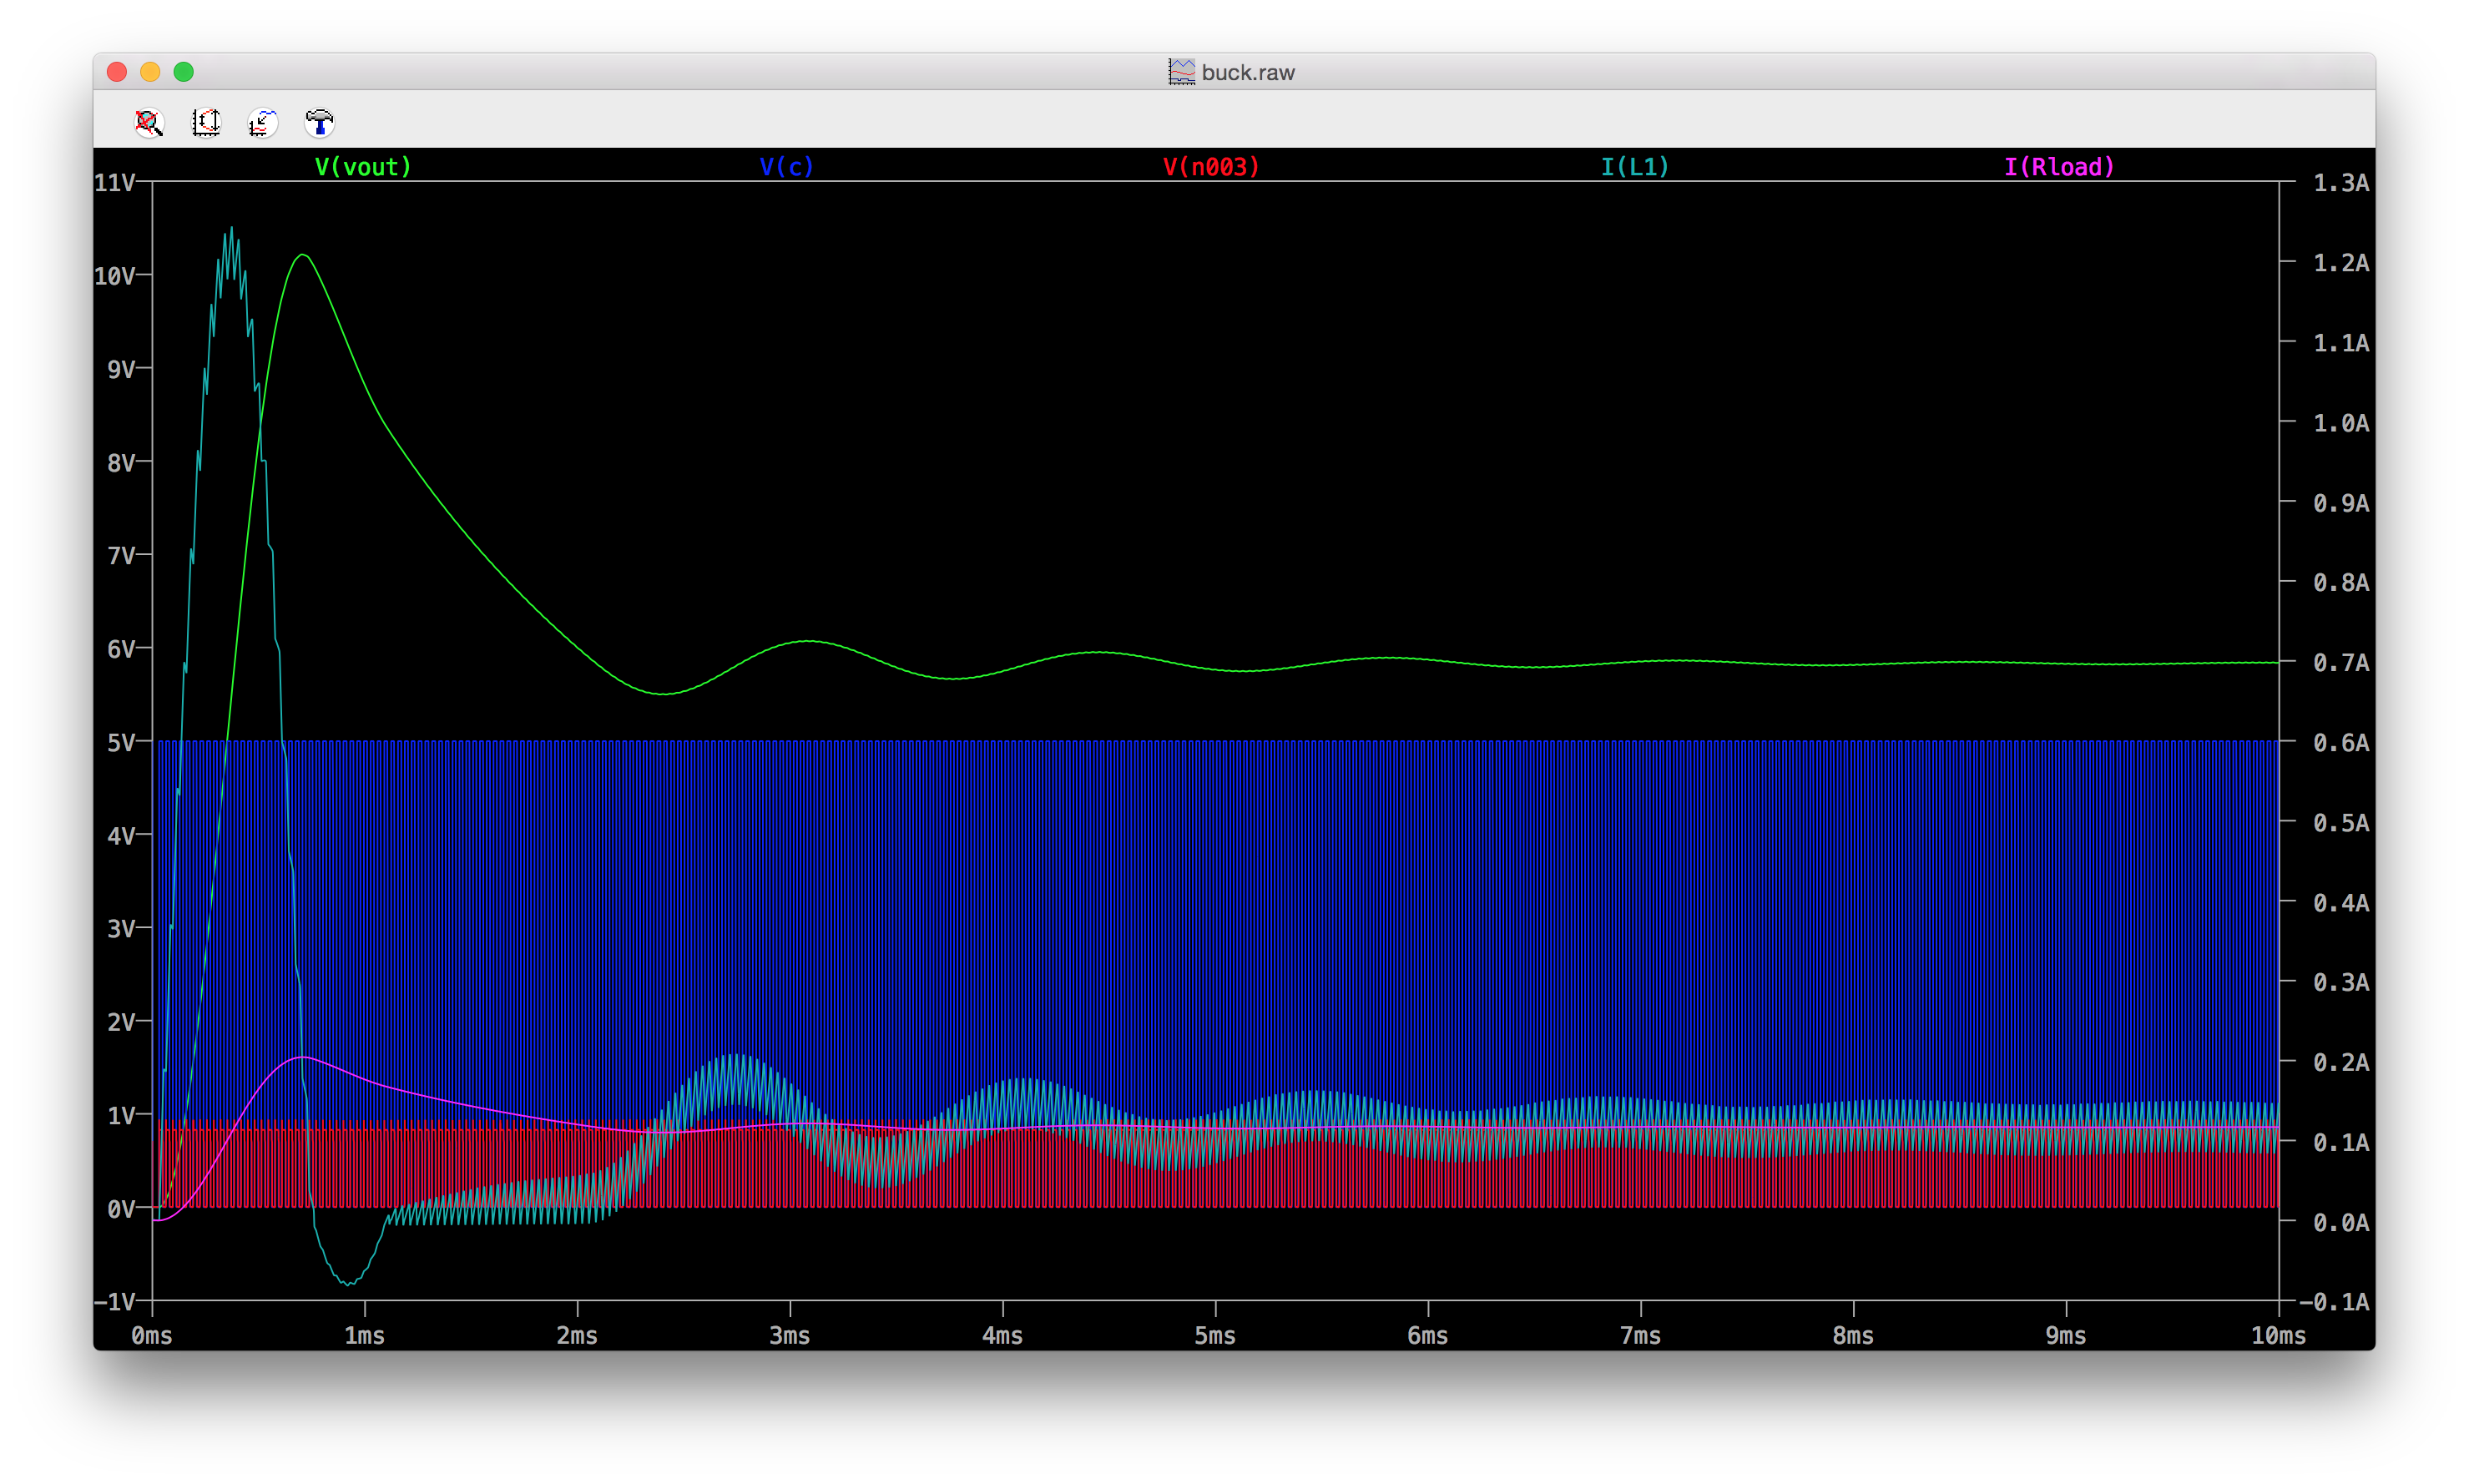 buck.raw
V(vout) V(c) V(n003) I(L1) I(Rload)
11V 1.3A
10V 1.2A
9V 1.1A
8V 1.0A
7V 0.9A
6V 0.8A
0.7A
5V 0.6A
4V 0.5A
3V 0.4A
2V 0.3A
1V 0.2A
0.1A
0V 0.0A
-1V -0.1A
0ms 1ms 2ms 3ms 4ms 5ms 6ms 7ms 8ms 9ms 10ms